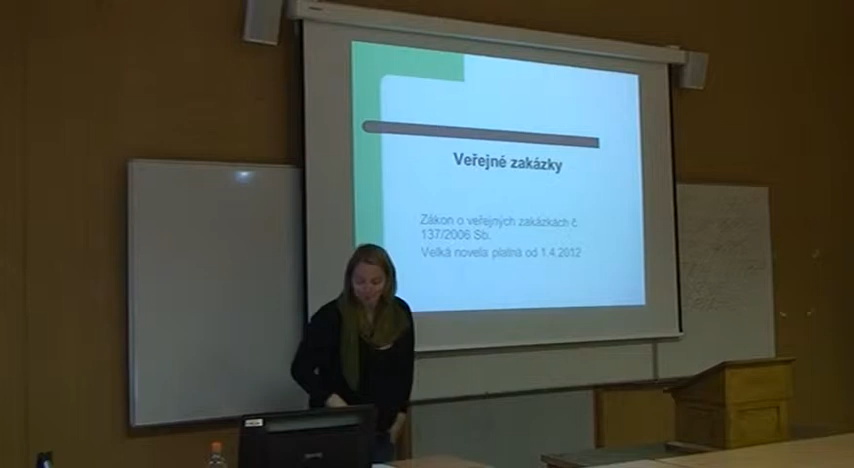 Veřejné zakázky
Zákon o veřejných zakázkách č.
137/2006 Sb.
Velká novela platná od 1.4.2012